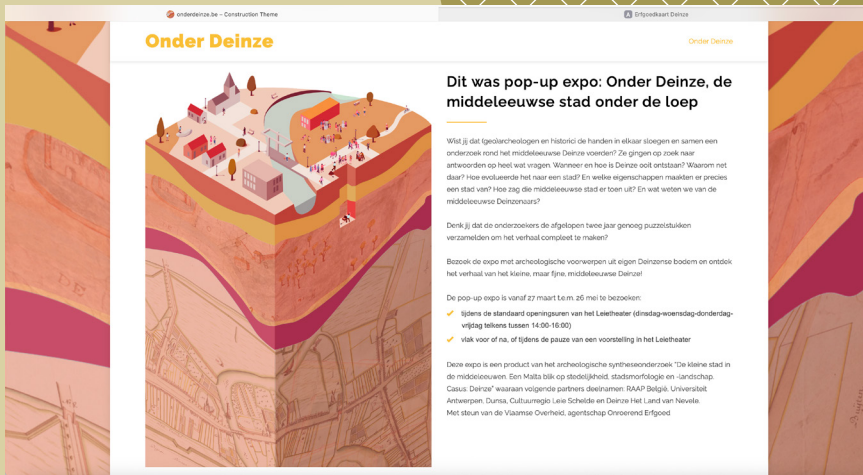 onderdeinze.be – Construction Theme
Erfgoedkaart Deinze
Onder Deinze
Onder Deinze
Dit was pop-up expo: Onder Deinze, de
middeleeuwse stad onder de loep
Wist jij dat (geo)archeologen en historici de handen in elkaar sloegen en samen een
onderzoek rond het middeleeuwse Deinze voerden? Ze gingen op zoek naar
antwoorden op heel wat vragen. Wanneer en hoe is Deinze ooit ontstaan? Waarom net
daar? Hoe evolueerde het naar een stad? En welke eigenschappen maakten er precies
een stad van? Hoe zag die middeleeuwse stad er toen uit? En wat weten we van de
middeleeuwse Deinzenaars?
Denk jij dat de onderzoekers de afgelopen twee jaar genoeg puzzelstukken
verzamelden om het verhaal compleet te maken?
Bezoek de expo met archeologische voorwerpen uit eigen Deinzense bodem en ontdek
het verhaal van het kleine, maar fijne, middeleeuwse Deinze!
De pop-up expo is vanaf 27 maart t.e.m. 26 mei te bezoeken:
tijdens de standaard openingsuren van het Leietheater (dinsdag-woensdag-donderdag-
vrijdag telkens tussen 14:00-16:00)
vlak voor of na, of tijdens de pauze van een voorstelling in het Leietheater
Deze expo is een product van het archeologische syntheseonderzoek "De kleine stad in
de middeleeuwen. Een Malta blik op stedelijkheid, stadsmorfologie en -landschap.
Casus: Deinze" waaraan volgende partners deelnamen: RAAP België, Universiteit
Antwerpen, Dunsa, Cultuurregio Leie Schelde en Deinze Het Land van Nevele.
Met steun van de Vlaamse Overheid, agentschap Onroerend Erfgoed